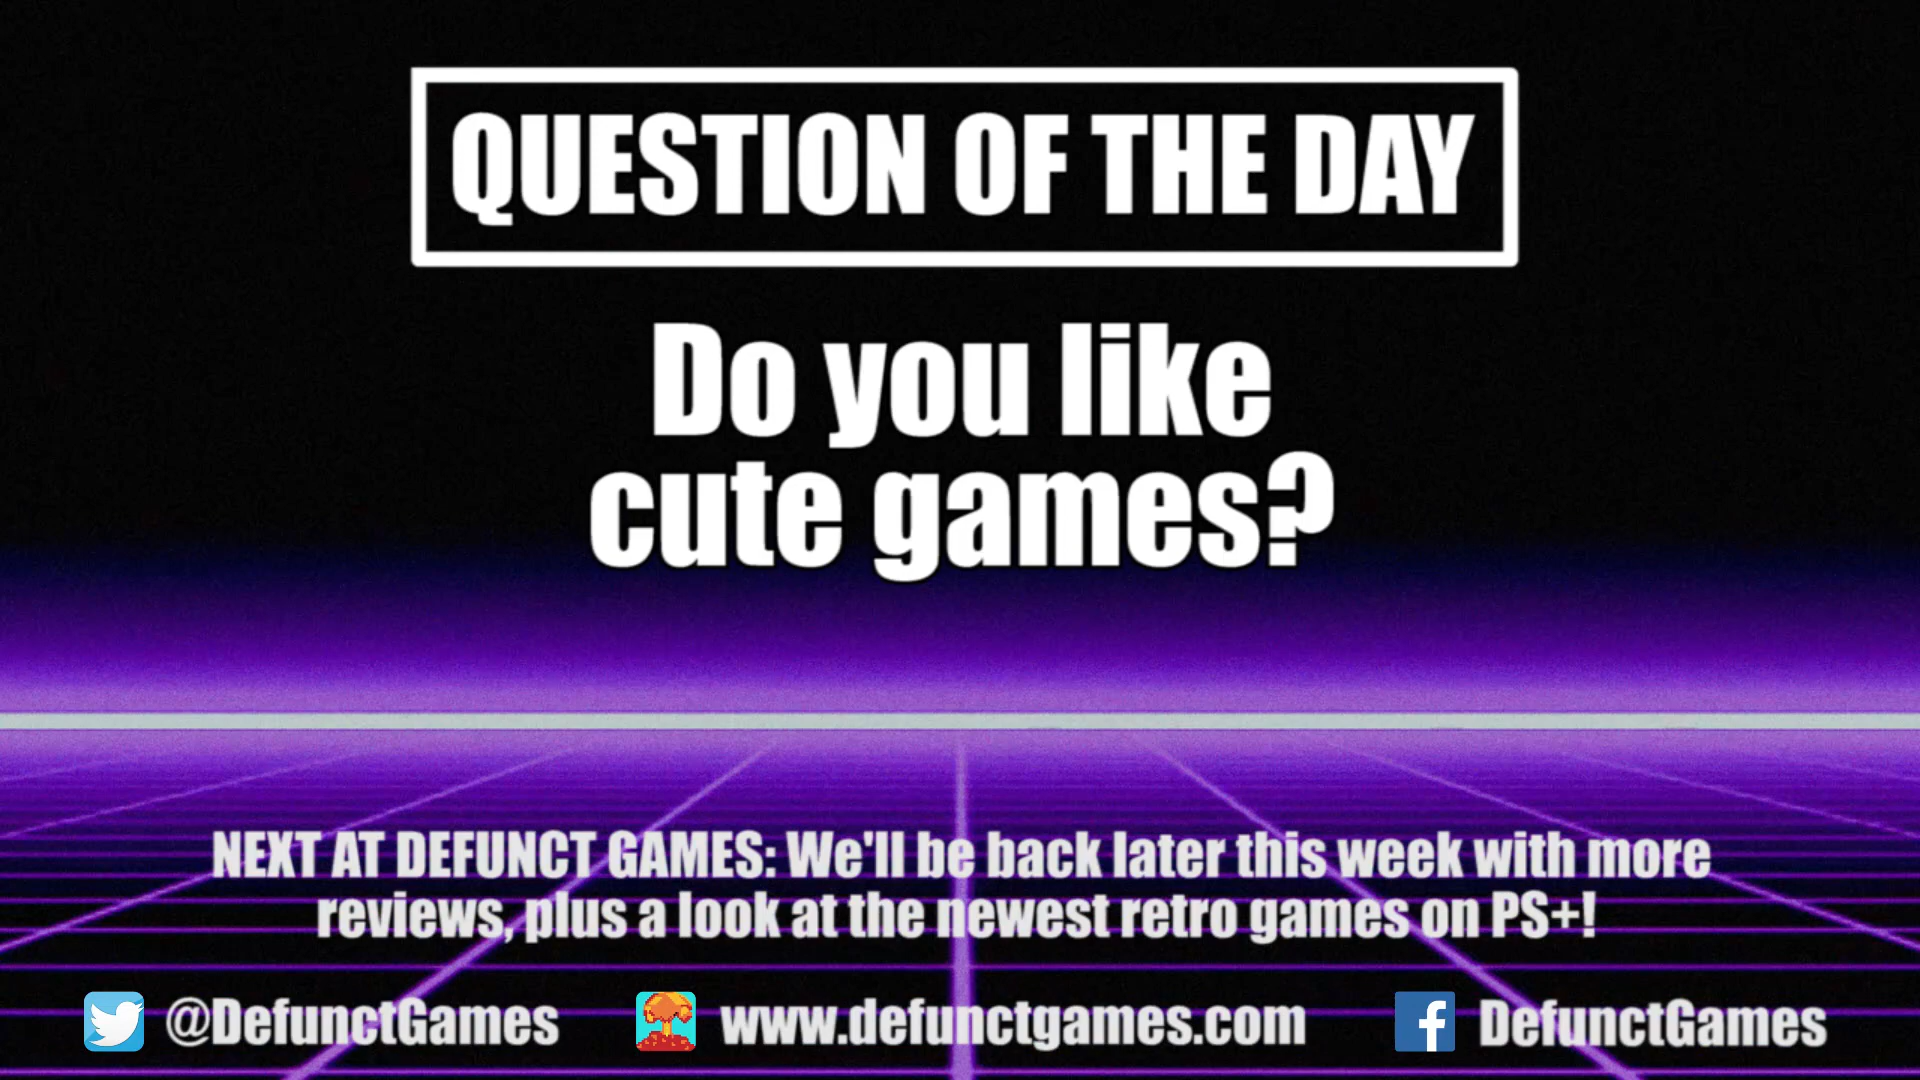 QUESTION OF THE DAY
Do you like
cute games?
NEXT AT DEFUNCT GAMES: We'll be back later this week with more
reviews, plus a look at the newest retro games on PS+!
@DefunctGames
www.defunctgames.com
DefunctGames